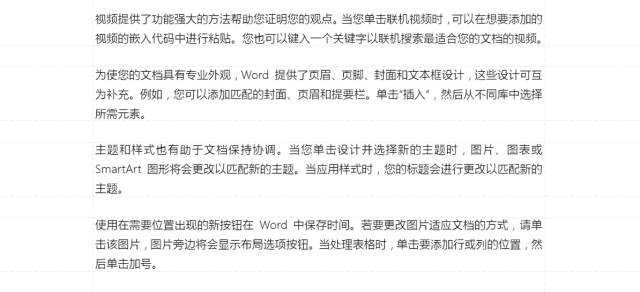 视频提供了功能强大的方法帮助您证明您的观点。当您单击联机视频时，可以在想要添加的
视频的嵌入代码中进行粘贴。您也可以键入一个关键字以联机搜索最适合您的文档的视频。
为使您的文档具有专业外观，Word 提供了页眉、页脚、封面和文本框设计，这些设计可互
为补充。例如，您可以添加匹配的封面、页眉和提要栏。单击“插入”，然后从不同库中选择
所需元素。
主题和样式也有助于文档保持协调。当您单击设计并选择新的主题时，图片、图表或
SmartArt 图形将会更改以匹配新的主题。当应用样式时，您的标题会进行更改以匹配新的
主题。
使用在需要位置出现的新按钮在 Word 中保存时间。若要更改图片适应文档的方式，请单
击该图片，图片旁边将会显示布局选项按钮。当处理表格时，单击要添加行或列的位置，然
后单击加号。